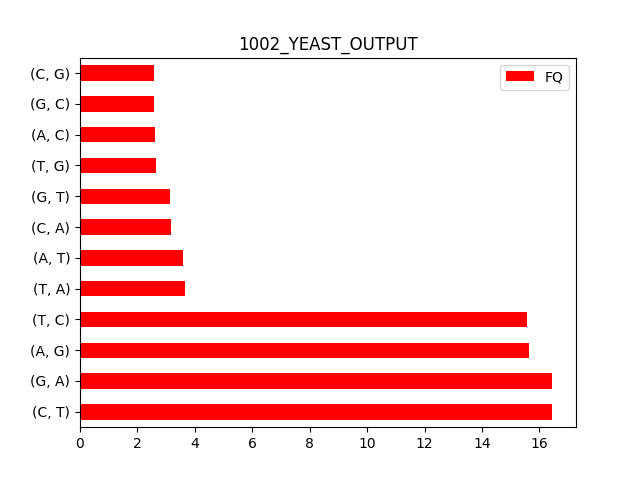 1002_YEAST_OUTPUT
FQ
(C, G)
(G, C)
(A, C)
(T, G)
(G, T)
(C, A)
(A, T)
(T, A)
(T, C)
(A, G)
(G, A)
(C, T)
0 2 4 6 8 10 12 14 16